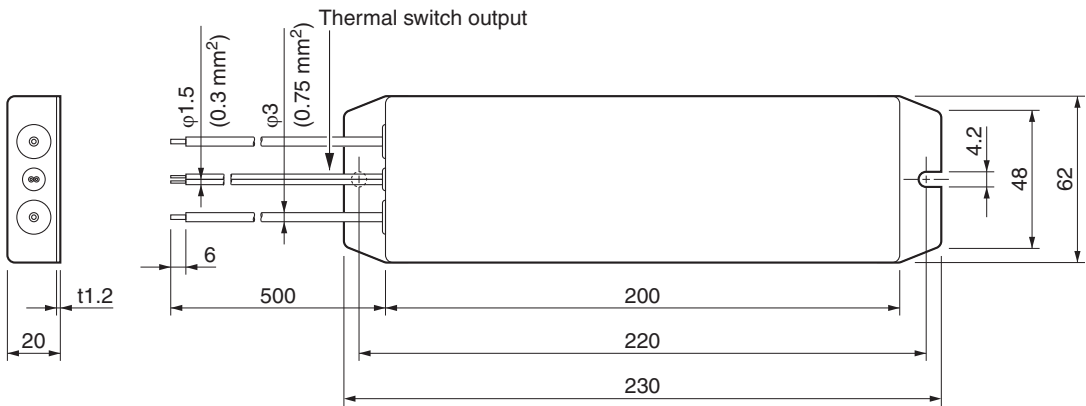 Thermal switch output
φ1.5
(0.3 mm²)
φ3
(0.75 mm²)
4.2
48
62
6
t1.2
500
200
20
220
230